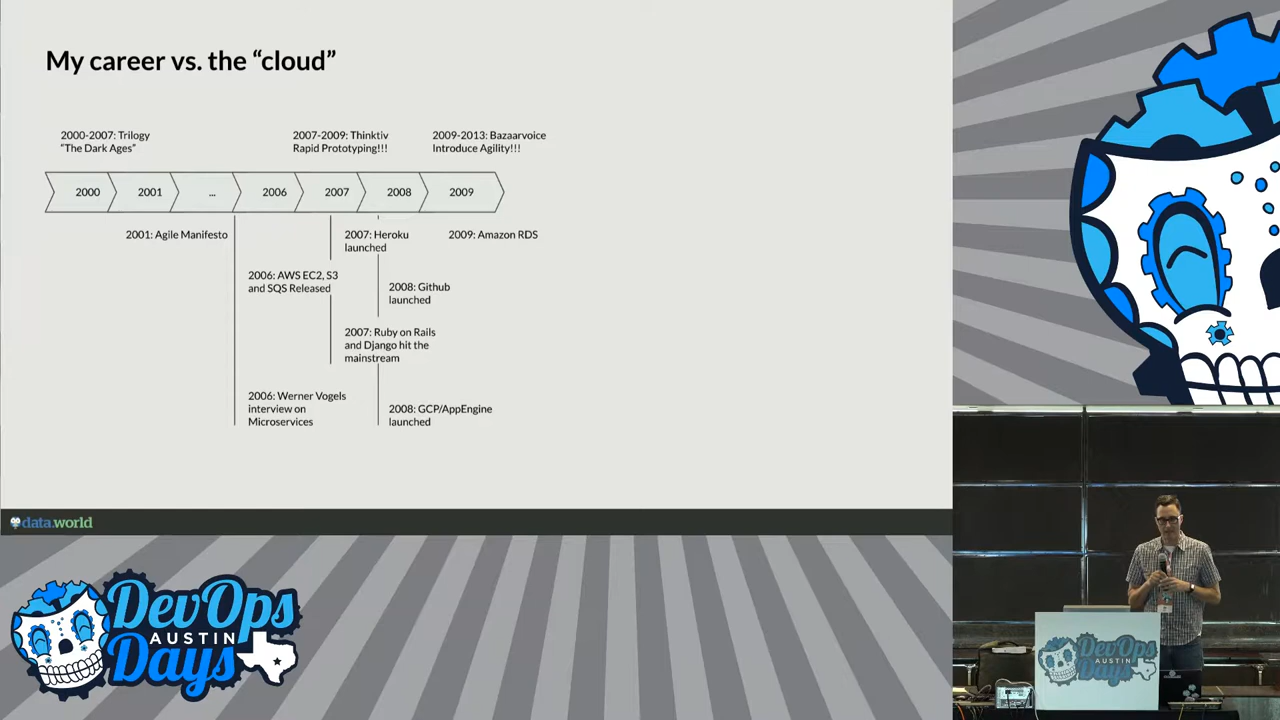 My career vs. the “cloud”
2000-2007: Trilogy
“The Dark Ages”
2007-2009: Thinktiv
Rapid Prototyping!!!
2009-2013: Bazaarvoice
Introduce Agility!!!
2000
2001
...
2006
2007
2008
2009
2001: Agile Manifesto
2007: Heroku
launched
2009: Amazon RDS
2006: AWS EC2, S3
and SQS Released
2008: Github
launched
2007: Ruby on Rails
and Django hit the
mainstream
2006: Werner Vogels
interview on
Microservices
2008: GCP/AppEngine
launched
data.world
DevOps
AUSTIN
Days
DevOps
AUSTIN
Days